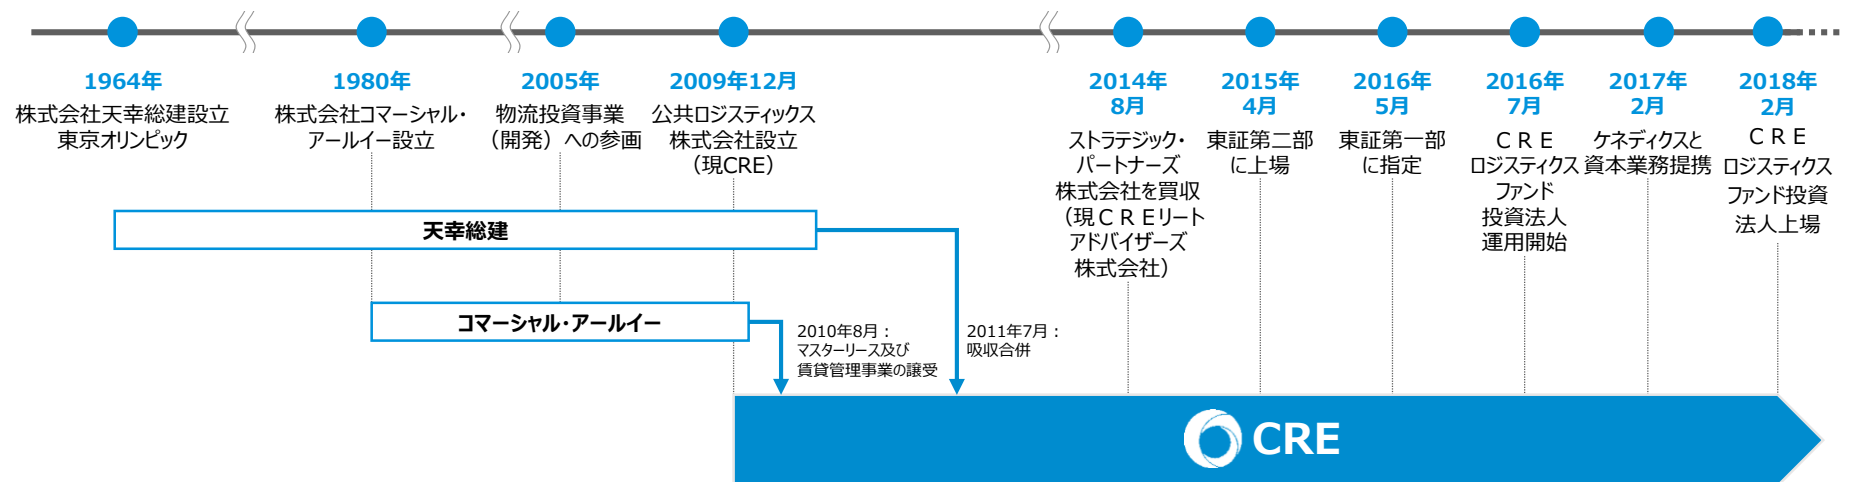 1964年
株式会社天幸総建設立
東京オリンピック
1980年
株式会社コマーシャル・
アールイー設立
2005年
物流投資事業
（開発）への参画
2009年12月
公共ロジスティックス
株式会社設立
（現CRE）
2014年
8月
ストラテジック・
パートナーズ
株式会社を買収
（現ＣＲＥリート
アドバイザーズ
株式会社）
2015年
4月
東証第二部
に上場
2016年
5月
東証第一部
に指定
2016年
7月
ＣＲＥ
ロジスティクス
ファンド
投資法人
運用開始
2017年
2月
ケネディクスと
資本業務提携
2018年
2月
ＣＲＥ
ロジスティクス
ファンド投資
法人上場
天幸総建
コマーシャル・アールイー
2010年8月：
マスターリース及び
賃貸管理事業の譲受
2011年7月：
吸収合併
CRE